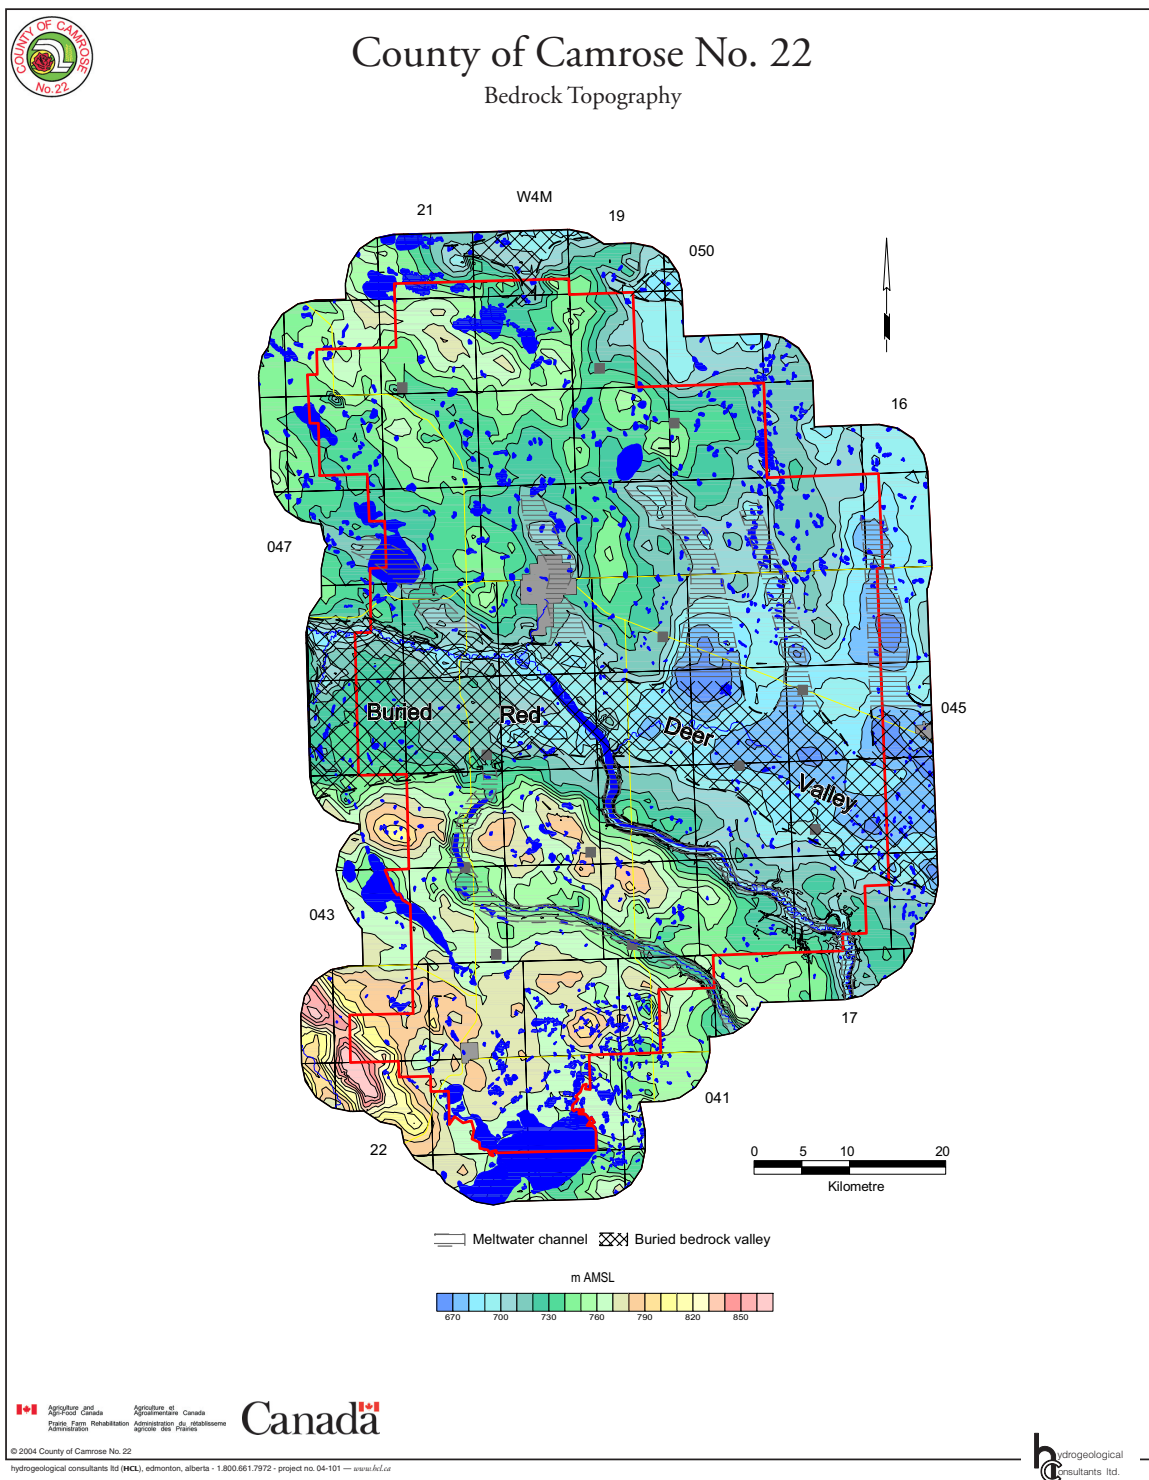 COUNTY OF CAMROSE
No.22
County of Camrose No. 22
Bedrock Topography
W4M
21
19
050
16
047
Buried Red Deer Valley
045
043
17
041
22
0 5 10 20
Kilometre
Meltwater channel Buried bedrock valley
m AMSL
670 700 730 760 790 820 850
Agriculture and Agriculture et
Agri-Food Canada Agroalimentaire Canada
Prairie Farm Rehabilitation Administration du rétablisseme
Administration agricole des Prairies
Canada
© 2004 County of Camrose No. 22
hydrogeological consultants ltd (HCL), edmonton, alberta - 1.800.661.7972 - project no. 04-101 — www.hcl.ca
hydrogeological
Consultants ltd.